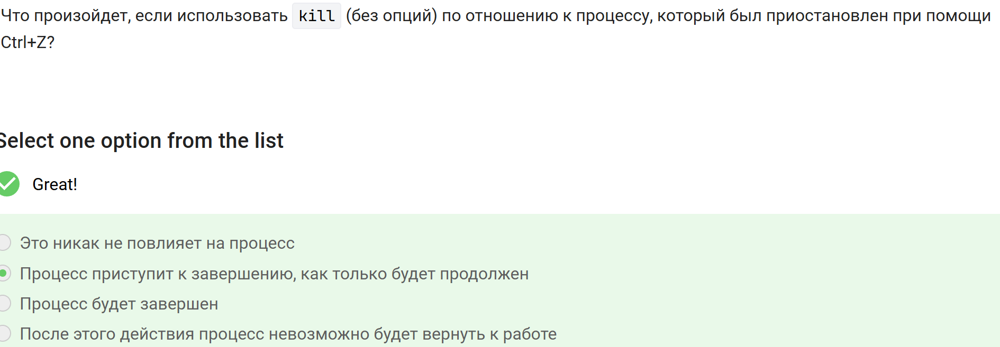 Что произойдет, если использовать kill (без опций) по отношению к процессу, который был приостановлен при помощи
Ctrl+Z?
Select one option from the list
Great!
Это никак не повлияет на процесс
Процесс приступит к завершению, как только будет продолжен
Процесс будет завершен
После этого действия процесс невозможно будет вернуть к работе